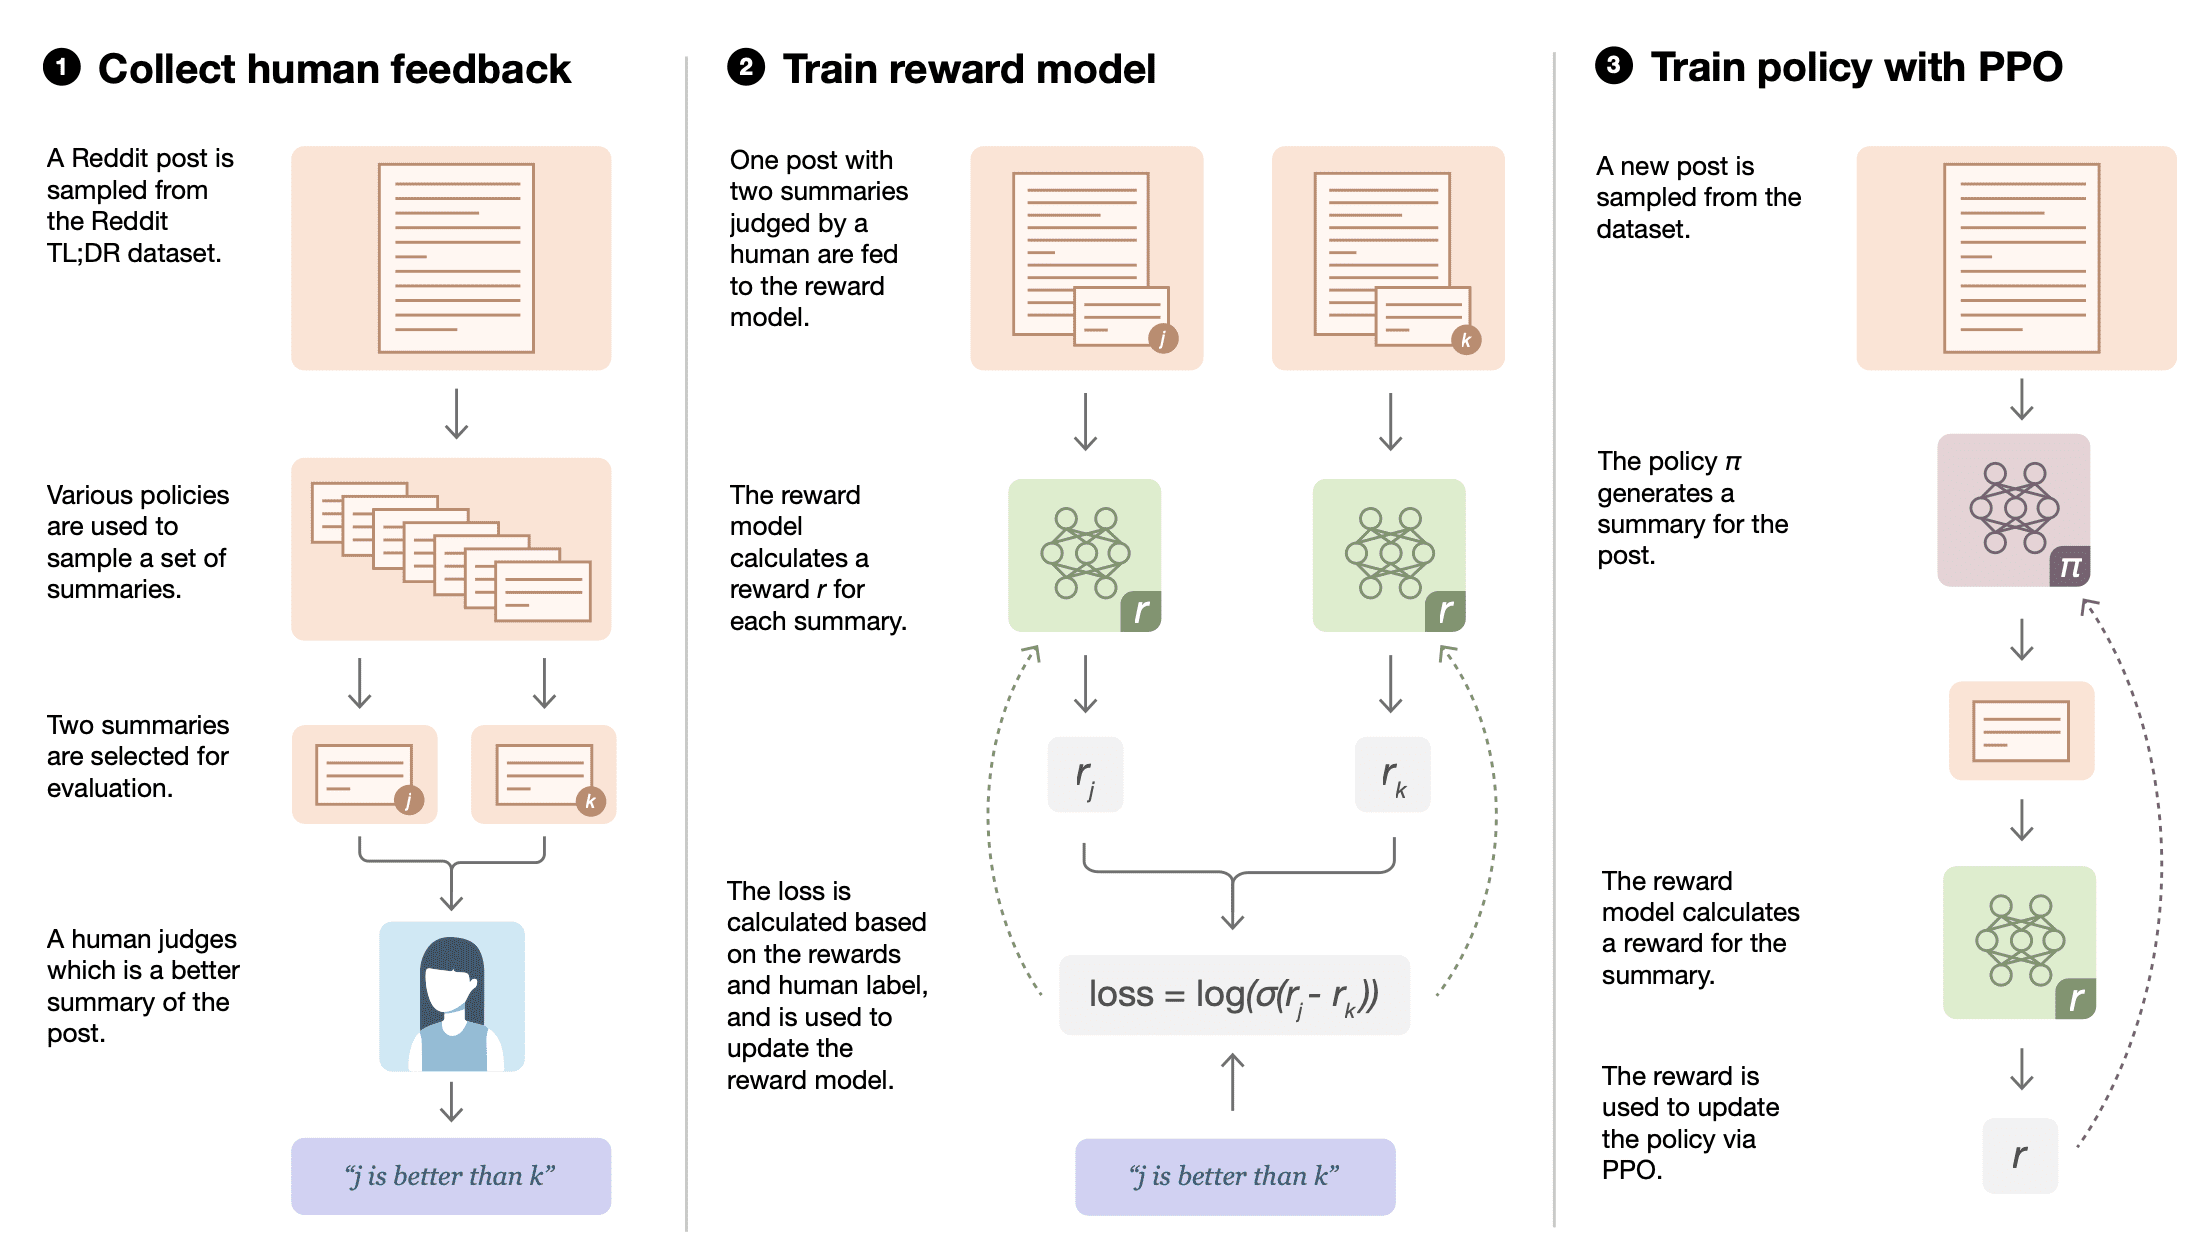 1 Collect human feedback
A Reddit post is
sampled from
the Reddit
TL;DR dataset.
Various policies
are used to
sample a set of
summaries.
Two summaries
are selected for
evaluation.
j
k
A human judges
which is a better
summary of the
post.
“j is better than k”
2 Train reward model
One post with
two summaries
judged by a
human are fed
to the reward
model.
j
k
The reward
model
calculates a
reward r for
each summary.
r
r
r_j
r_k
The loss is
calculated based
on the rewards
and human label,
and is used to
update the
reward model.
loss = log(σ(r_j - r_k))
“j is better than k”
3 Train policy with PPO
A new post is
sampled from the
dataset.
The policy π
generates a
summary for the
post.
π
The reward
model calculates
a reward for the
summary.
r
The reward is
used to update
the policy via
PPO.
r